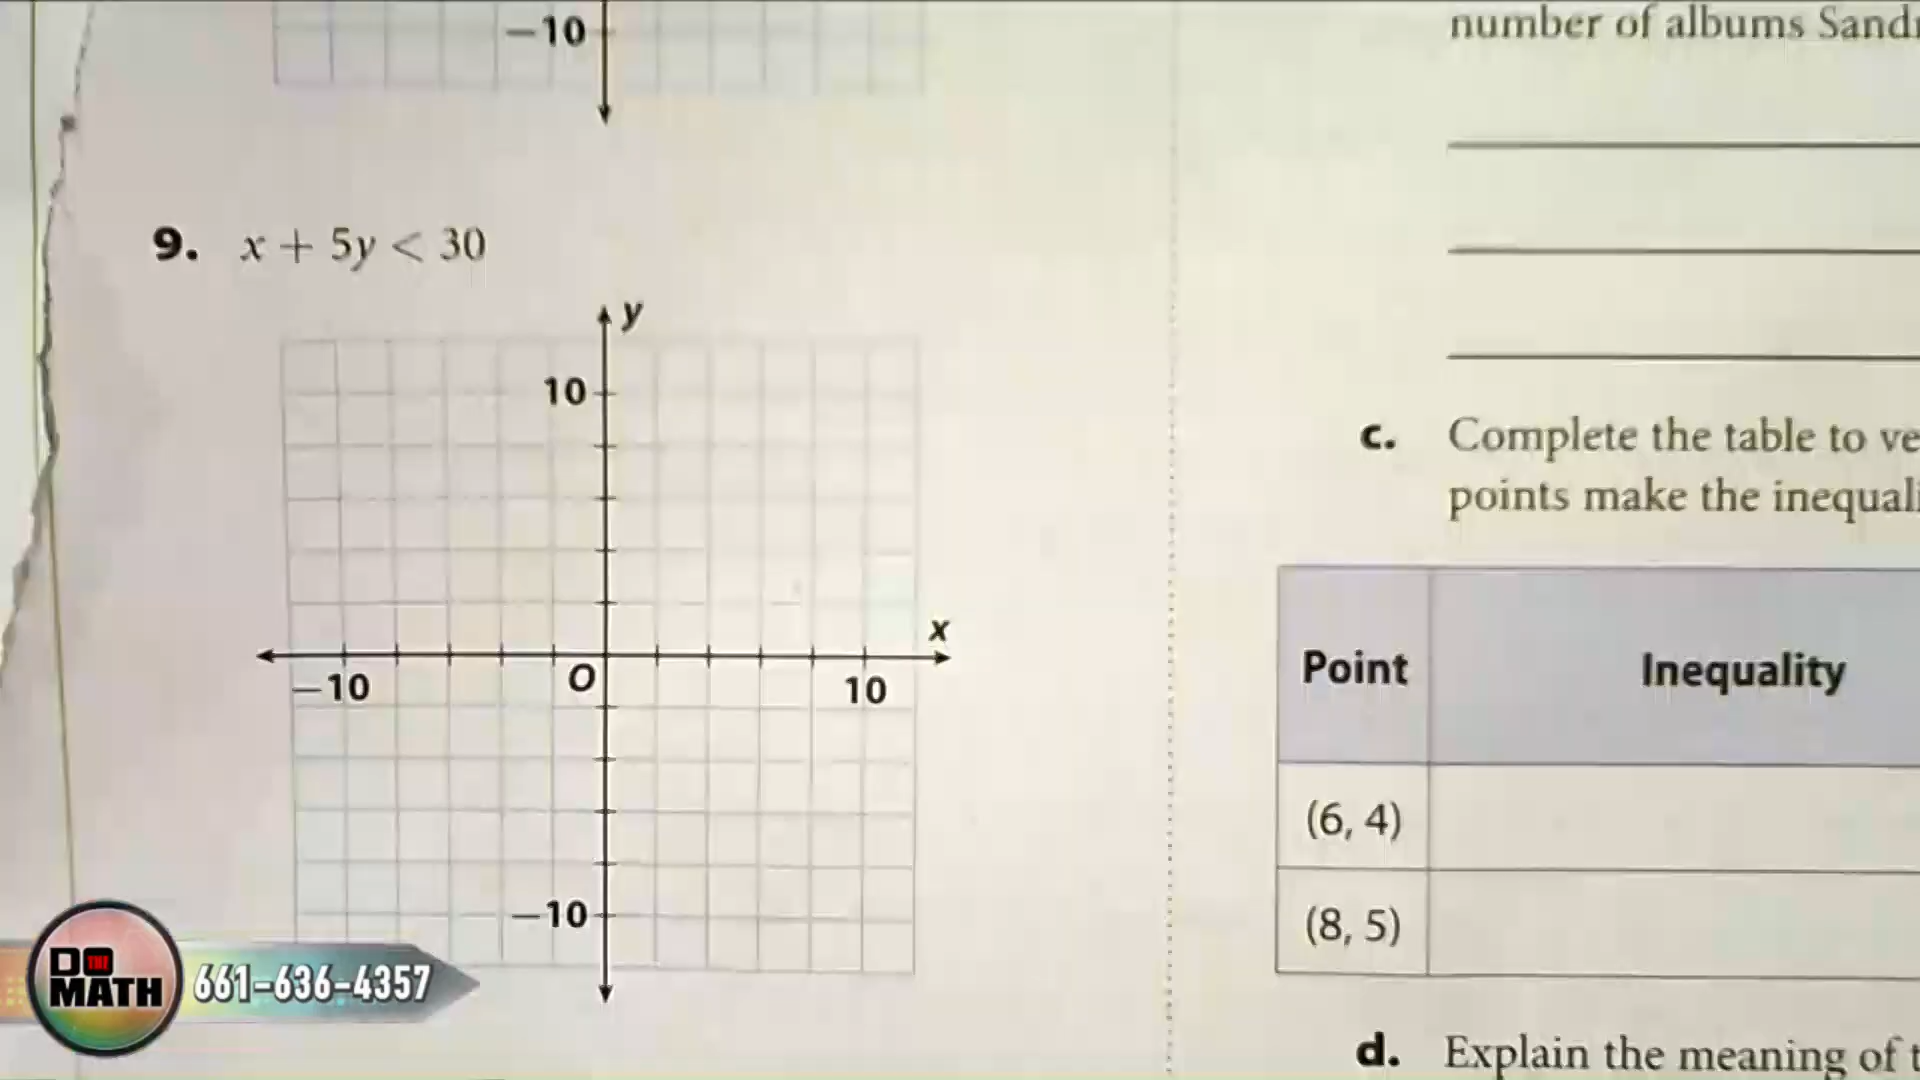 −10
9. x + 5y < 30
y
10
x
−10
O
10
−10
number of albums
c. Complete the table to
points make the
Point Inequality
(6, 4)
(8, 5)
d. Explain the meaning of
DO THE MATH
661-636-4357